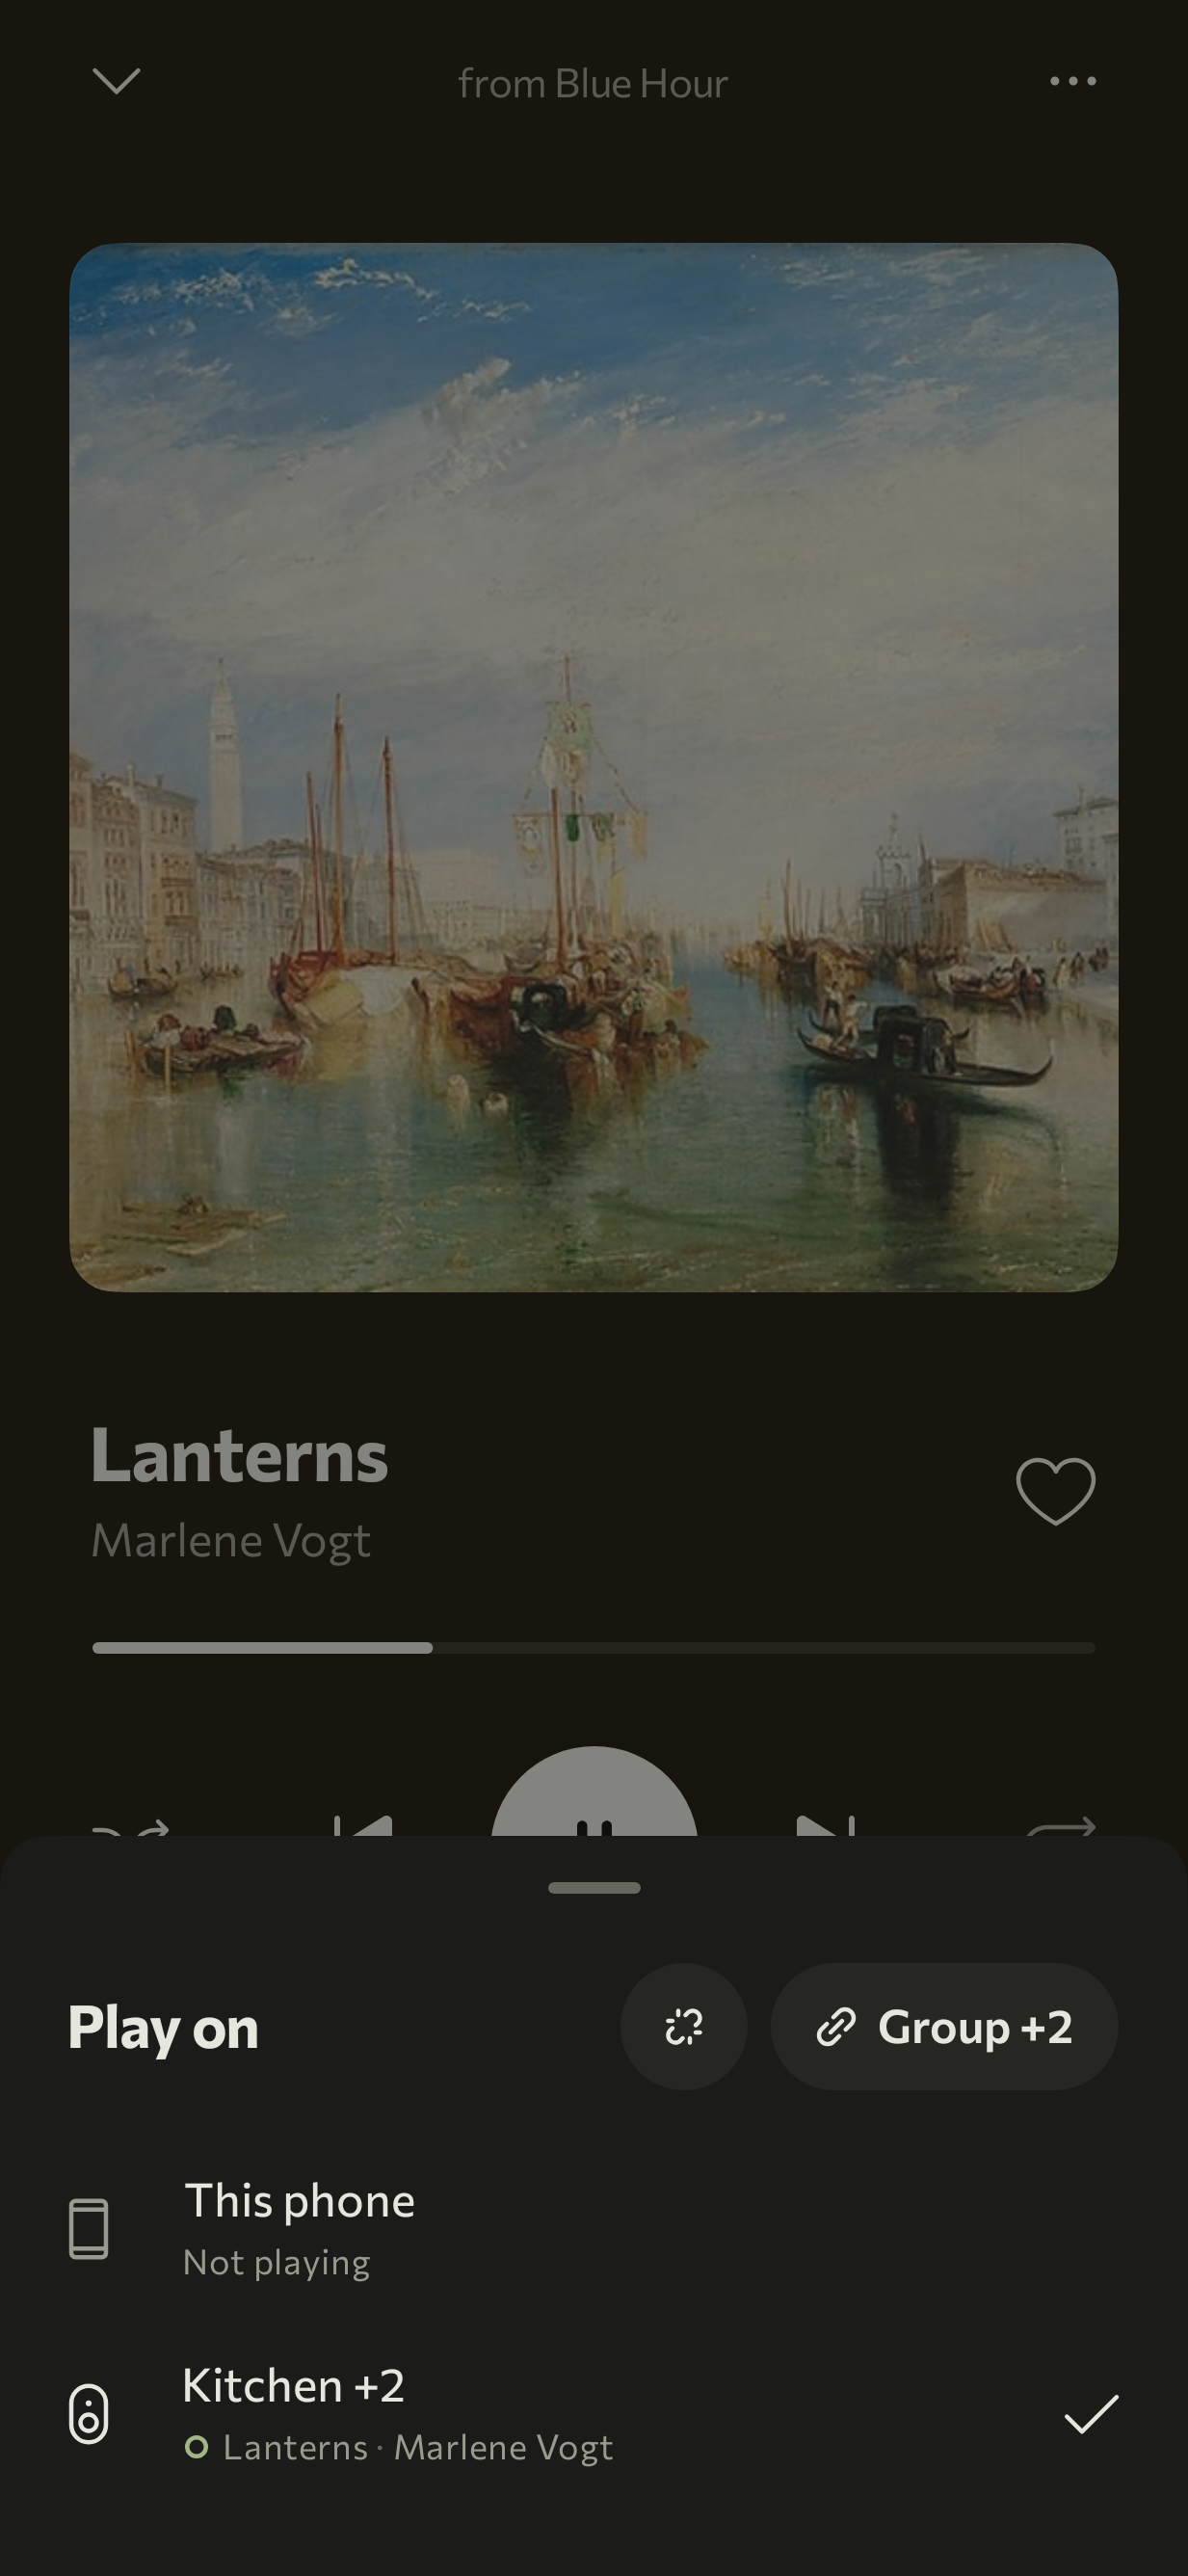 from Blue Hour
Lanterns
Marlene Vogt
Play on
Group +2
This phone
Not playing
Kitchen +2
Lanterns · Marlene Vogt